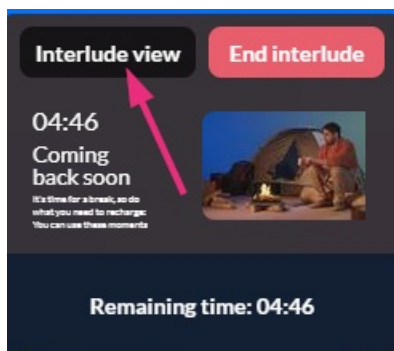 Interlude view
End interlude
04:46
Coming
back soon
It's time for a break, so do
what you need to recharge:
You can use these moments
Remaining time: 04:46